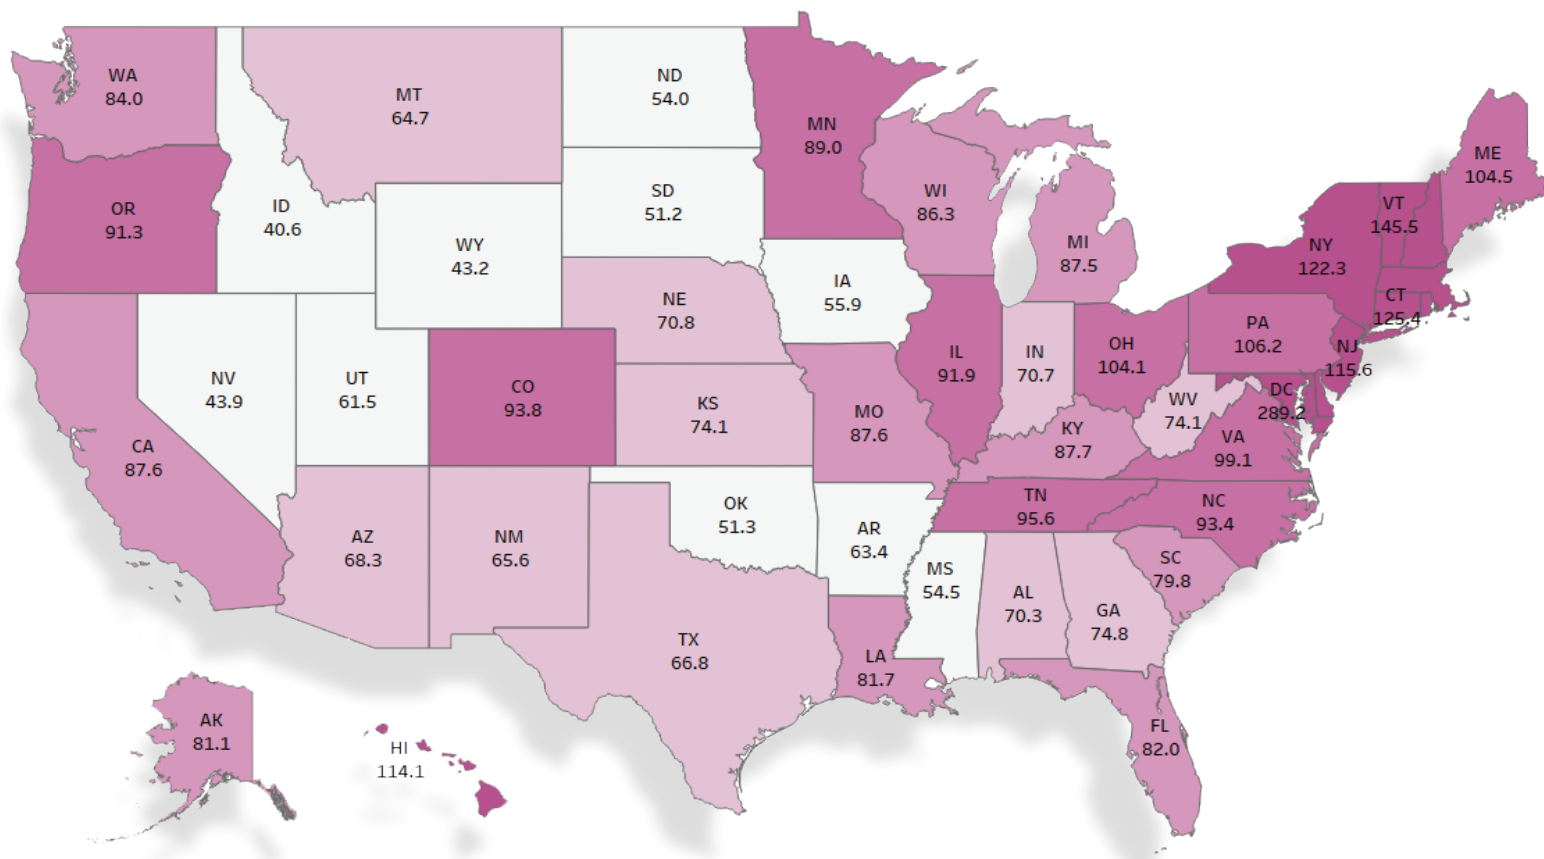 WA
84.0
MT
64.7
ND
54.0
MN
89.0
ME
104.5
OR
91.3
ID
40.6
WY
43.2
SD
51.2
WI
86.3
MI
87.5
VT
145.5
NY
122.3
NE
70.8
IA
55.9
CT
125.4
PA
106.2
NV
43.9
UT
61.5
CO
93.8
KS
74.1
MO
87.6
IL
91.9
IN
70.7
OH
104.1
NJ
115.6
WV
74.1
DC
289.2
CA
87.6
KY
87.7
VA
99.1
AZ
68.3
NM
65.6
OK
51.3
AR
63.4
TN
95.6
NC
93.4
MS
54.5
AL
70.3
GA
74.8
SC
79.8
TX
66.8
LA
81.7
AK
81.1
HI
114.1
FL
82.0